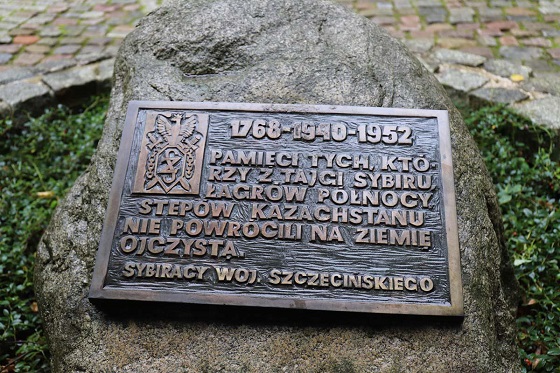 1768-1940-1952
PAMIĘCI TYCH, KTÓ-
RZY Z TAJGI SYBIRU
ŁAGRÓW PÓŁNOCY
STEPÓW KAZACHSTANU
NIE POWRÓCILI NA ZIEMIE
OJCZYSTĄ.
SYBIRACY WOJ. SZCZECIŃSKIEGO